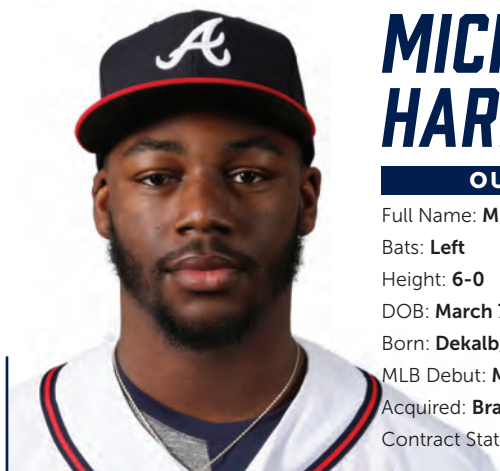 A
MICH
HAR
OU
Full Name: M
Bats: Left
Height: 6-0
DOB: March 7
Born: Dekalb,
MLB Debut: M
Acquired: Bra
Contract Stat